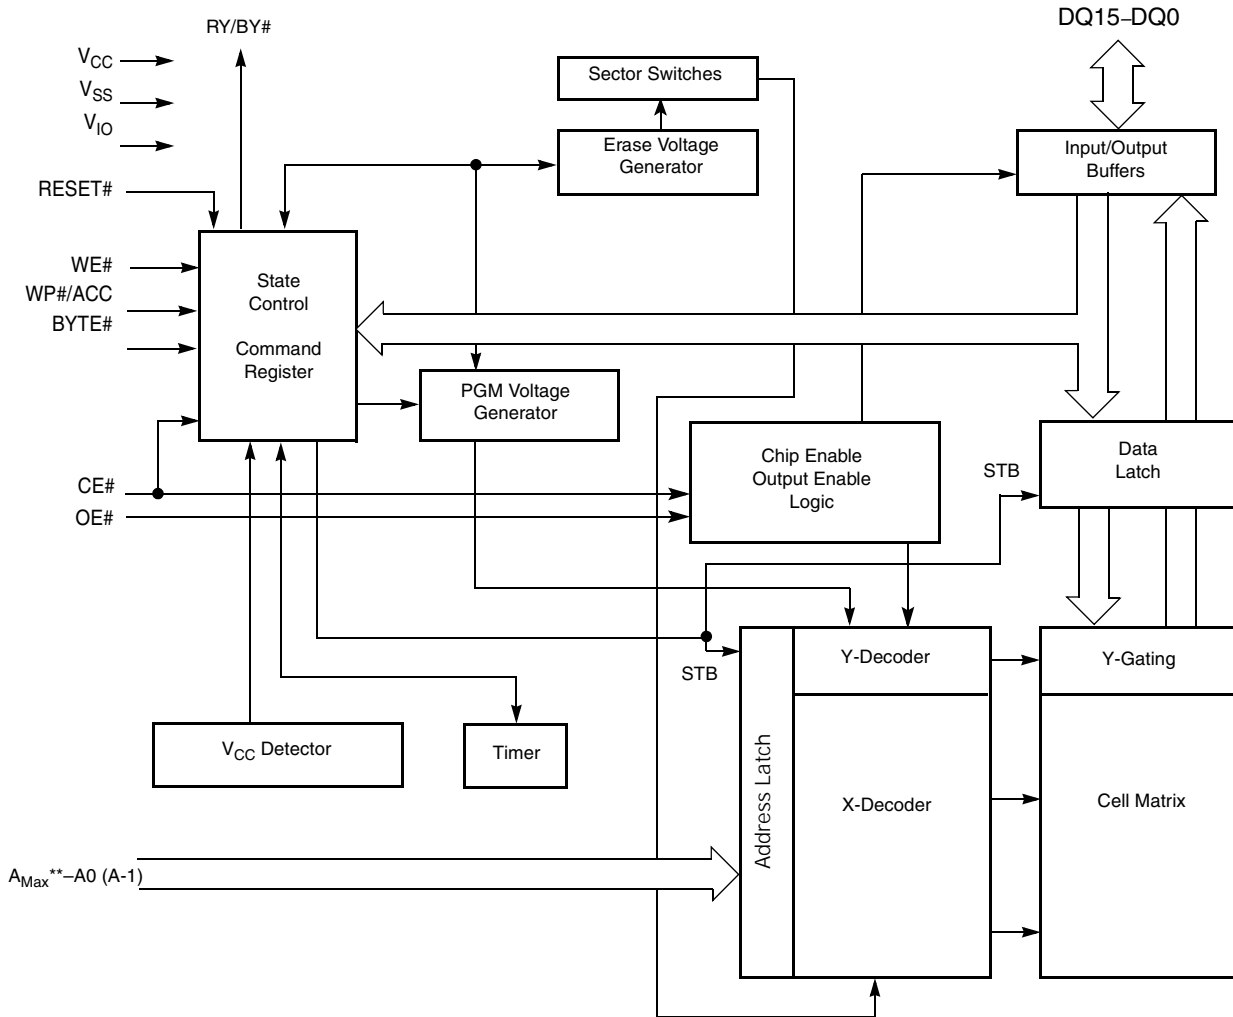 RY/BY#
DQ15–DQ0
VCC
VSS
VIO
RESET#
WE#
WP#/ACC
BYTE#
CE#
OE#
Sector Switches
Erase Voltage
Generator
Input/Output
Buffers
State
Control
Command
Register
PGM Voltage
Generator
Chip Enable
Output Enable
Logic
STB
Data
Latch
STB
Y-Decoder
Y-Gating
VCC Detector
Timer
Address Latch
X-Decoder
Cell Matrix
AMax**–A0 (A-1)